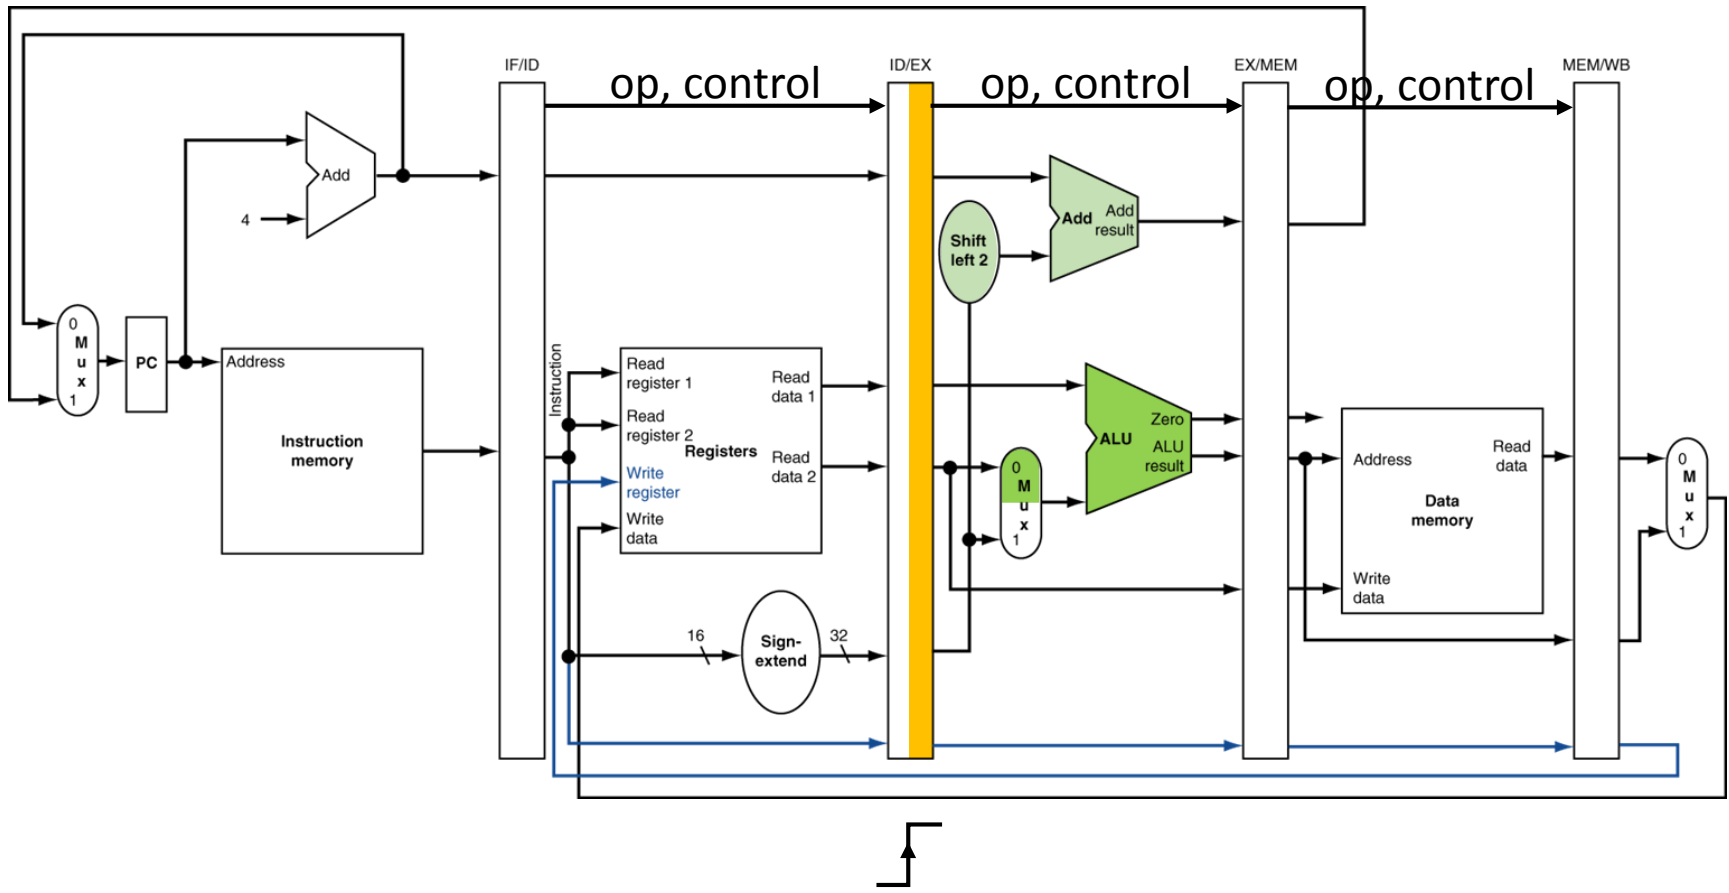 IF/ID
ID/EX
EX/MEM
MEM/WB
op, control
op, control
op, control
Add
4
Shift
left 2
Add
Add
result
0
M
u
x
1
PC
Address
Instruction
memory
Instruction
Read
register 1
Read
register 2
Registers
Write
register
Write
data
Read
data 1
Read
data 2
16
Sign-
extend
32
0
M
u
x
1
ALU
Zero
ALU
result
Address
Read
data
Data
memory
Write
data
0
M
u
x
1